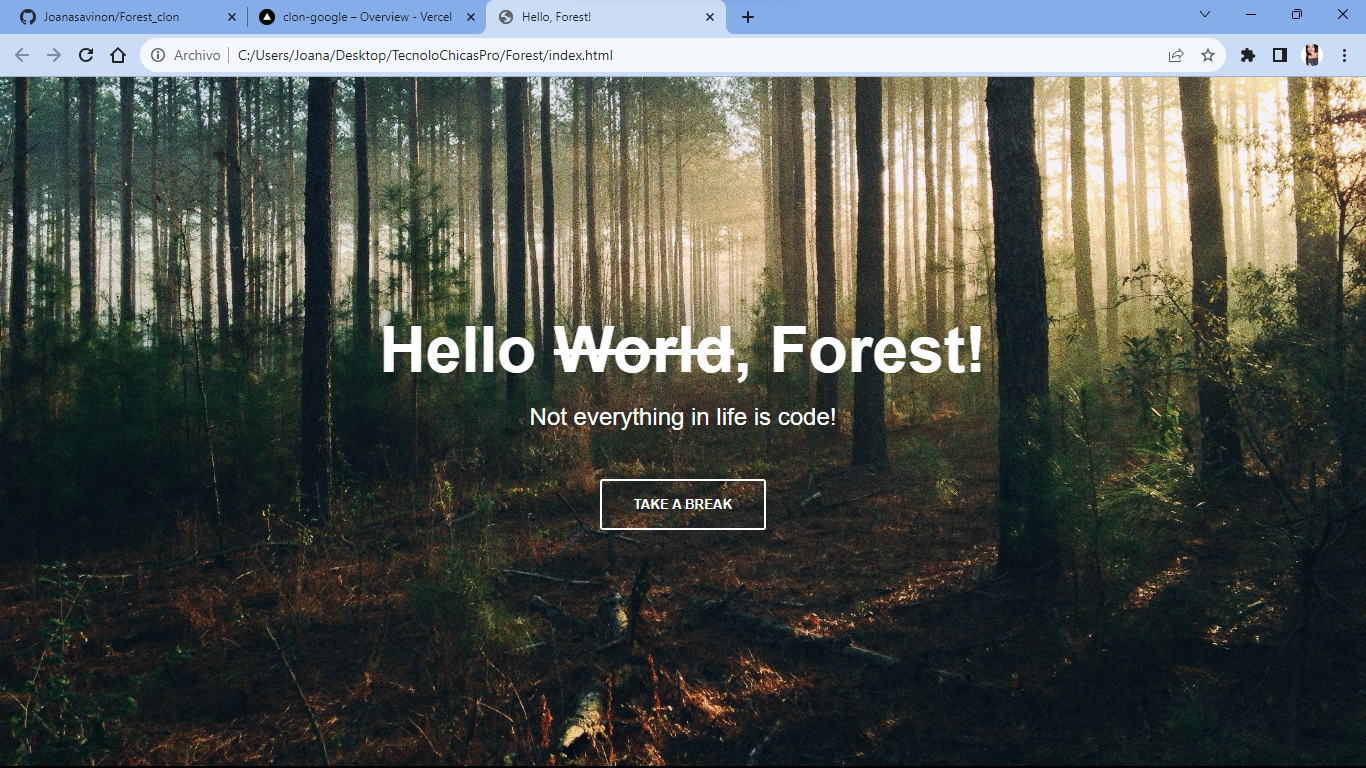 Joanasavinon/Forest_clon
clon-google – Overview - Vercel
Hello, Forest!
Archivo
C:/Users/Joana/Desktop/TecnoloChicasPro/Forest/index.html
Hello World, Forest!
Not everything in life is code!
TAKE A BREAK